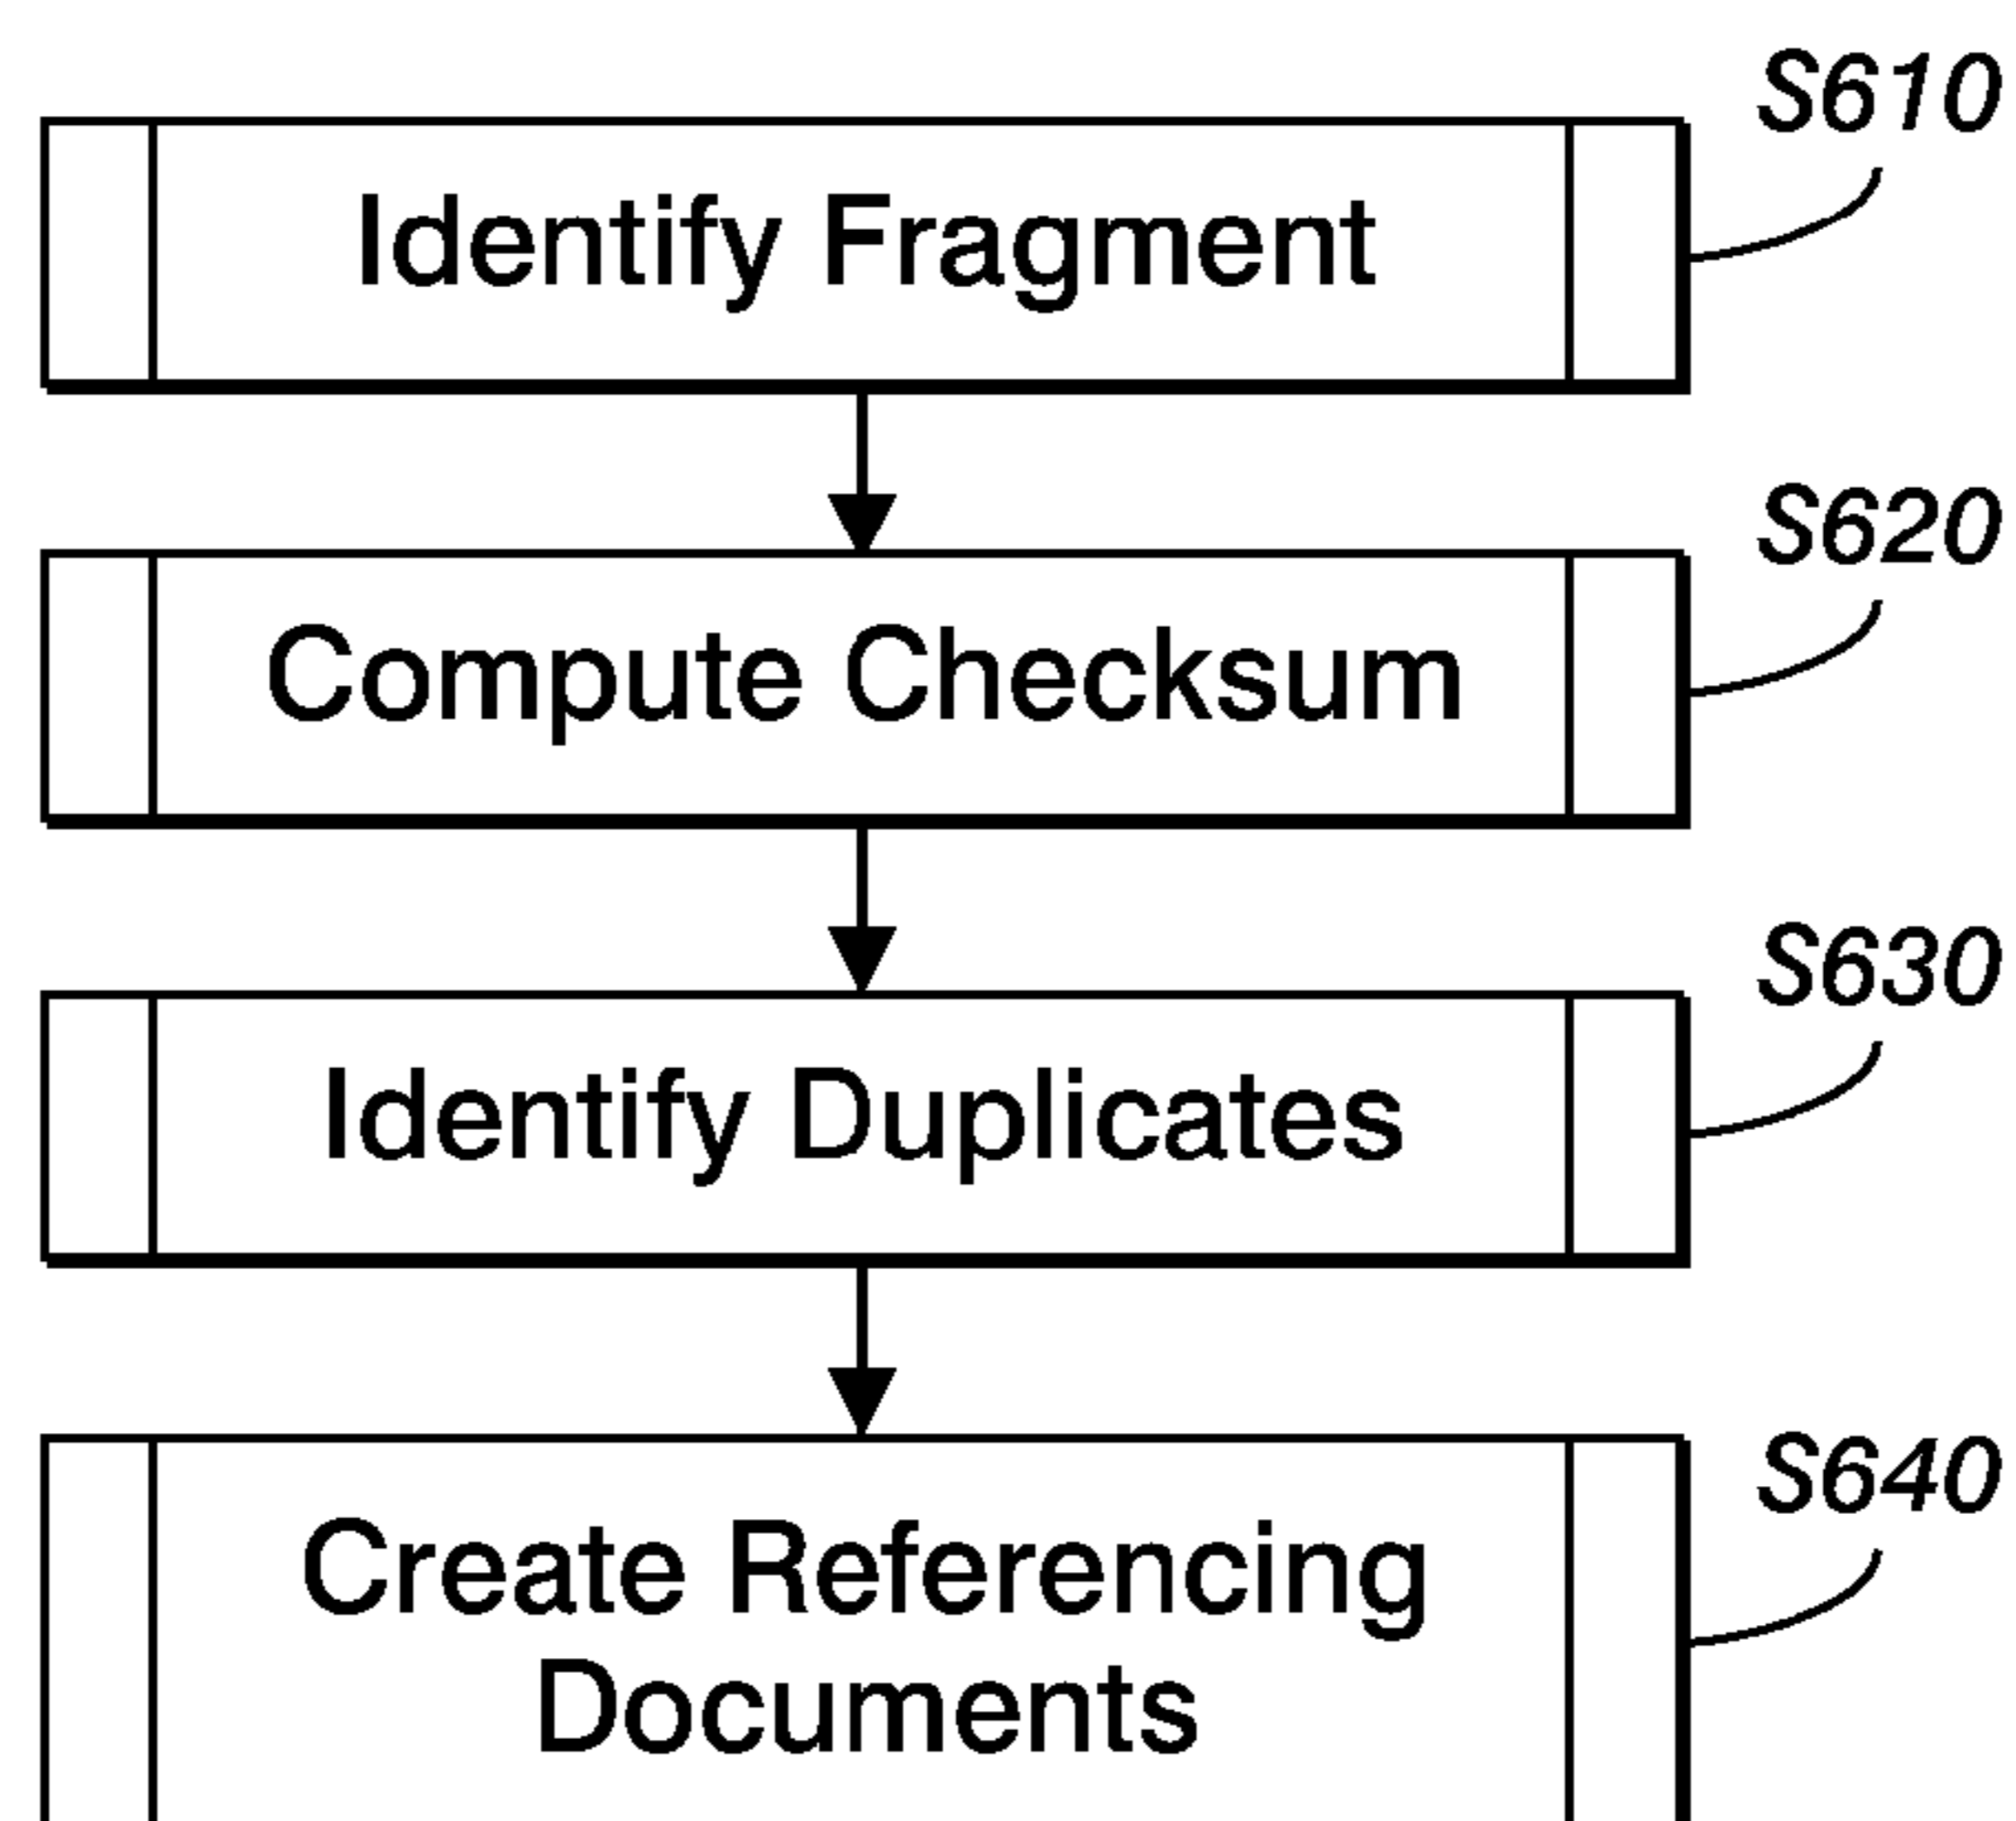 S610
Identify Fragment
S620
Compute Checksum
S630
Identify Duplicates
S640
Create Referencing
Documents